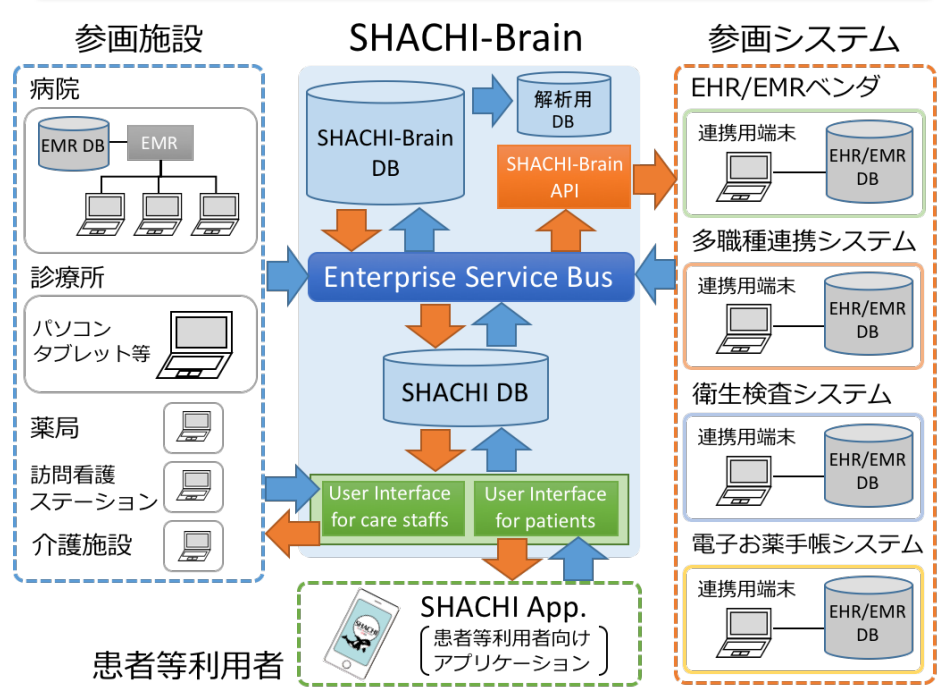 参画施設
病院
EMR DB
EMR
診療所
パソコン
タブレット等
薬局
訪問看護
ステーション
介護施設
SHACHI-Brain
SHACHI-Brain
DB
解析用
DB
SHACHI-Brain
API
Enterprise Service Bus
SHACHI DB
User Interface
for care staffs
User Interface
for patients
参画システム
EHR/EMRベンダ
連携用端末
EHR/EMR
DB
多職種連携システム
連携用端末
EHR/EMR
DB
衛生検査システム
連携用端末
EHR/EMR
DB
電子お薬手帳システム
連携用端末
EHR/EMR
DB
患者等利用者
SHACHI
SHACHI App.
患者等利用者向け
アプリケーション